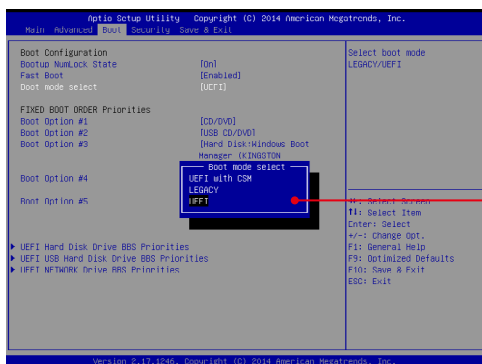 Aptio Setup Utility Copyright (C) 2014 American Megatrends, Inc.
Main Advanced Boot Security Save & Exit
Boot Configuration
Bootup NumLock State [On]
Fast Boot [Enabled]
Boot mode select [UEFI]
FIXED BOOT ORDER Priorities
Boot Option #1 [CD/DVD]
Boot Option #2 [USB CD/DVD]
Boot Option #3 [Hard Disk:Windows Boot
Manager (KINGSTON
Boot Option #4
Boot Option #5
Boot mode select
UEFI with CSM
LEGACY
UEFI
UEFI Hard Disk Drive BBS Priorities
UEFI USB Hard Disk Drive BBS Priorities
UEFI NETWORK Drive BBS Priorities
Select boot mode
LEGACY/UEFI
: Select Screen
↑↓: Select Item
Enter: Select
+/-: Change Opt.
F1: General Help
F9: Optimized Defaults
F10: Save & Exit
ESC: Exit
Version 2.17.1246. Copyright (C) 2014 American Megatrends, Inc.